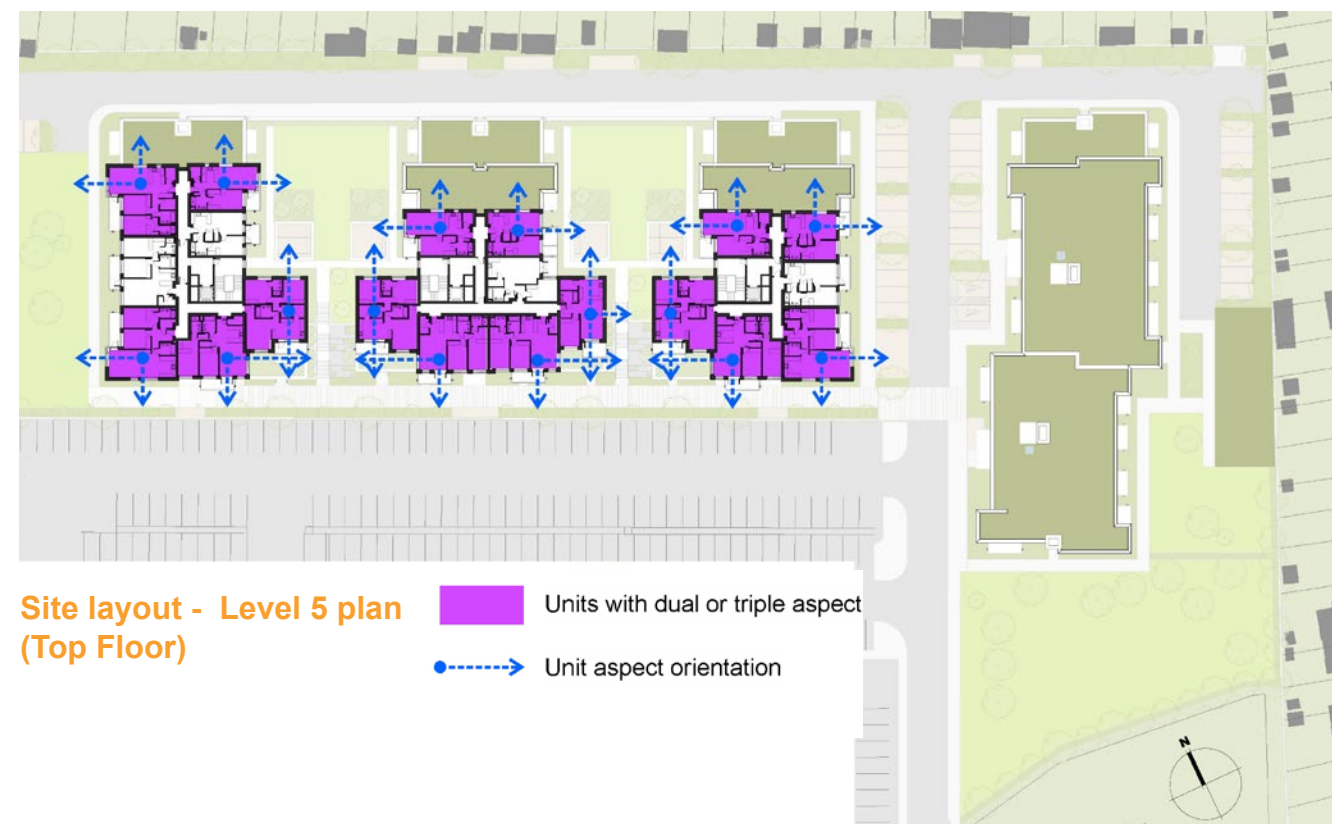 Site layout - Level 5 plan
(Top Floor)
Units with dual or triple aspect
Unit aspect orientation
N